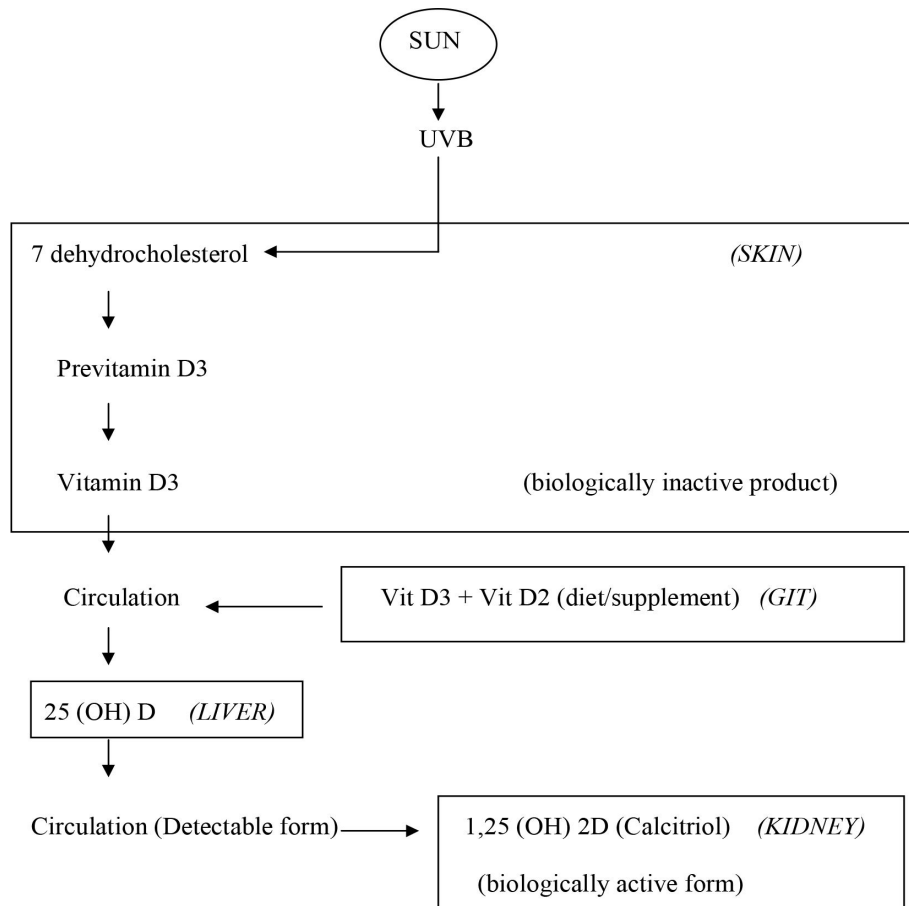 SUN
UVB
7 dehydrocholesterol (SKIN)
Previtamin D3
Vitamin D3 (biologically inactive product)
Circulation Vit D3 + Vit D2 (diet/supplement) (GIT)
25 (OH) D (LIVER)
Circulation (Detectable form) 1,25 (OH) 2D (Calcitriol) (KIDNEY)
(biologically active form)